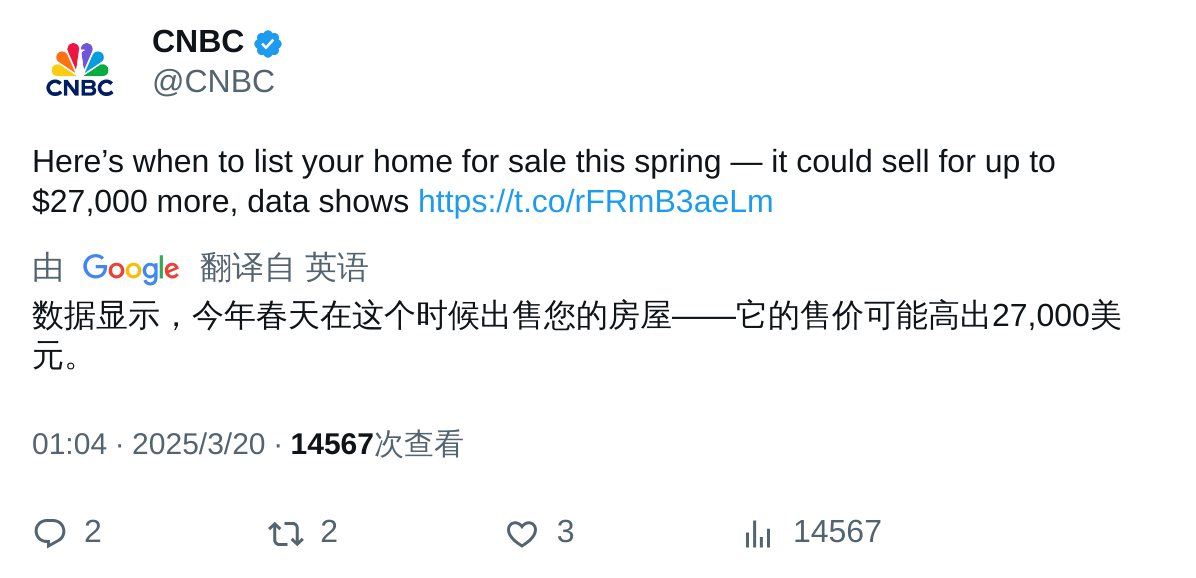 CNBC
CNBC
@CNBC
Here’s when to list your home for sale this spring — it could sell for up to
$27,000 more, data shows https://t.co/rFRmB3aeLm
由 Google 翻译自 英语
数据显示，今年春天在这个时候出售您的房屋——它的售价可能高出27,000美
元。
01:04 · 2025/3/20 · 14567次查看
2 2 3 14567